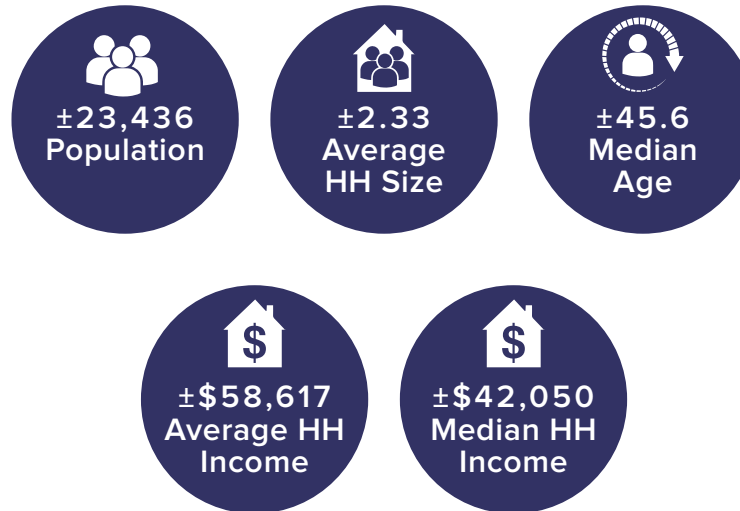 ±23,436
Population
±2.33
Average
HH Size
±45.6
Median
Age
$
±$58,617
Average HH
Income
$
±$42,050
Median HH
Income